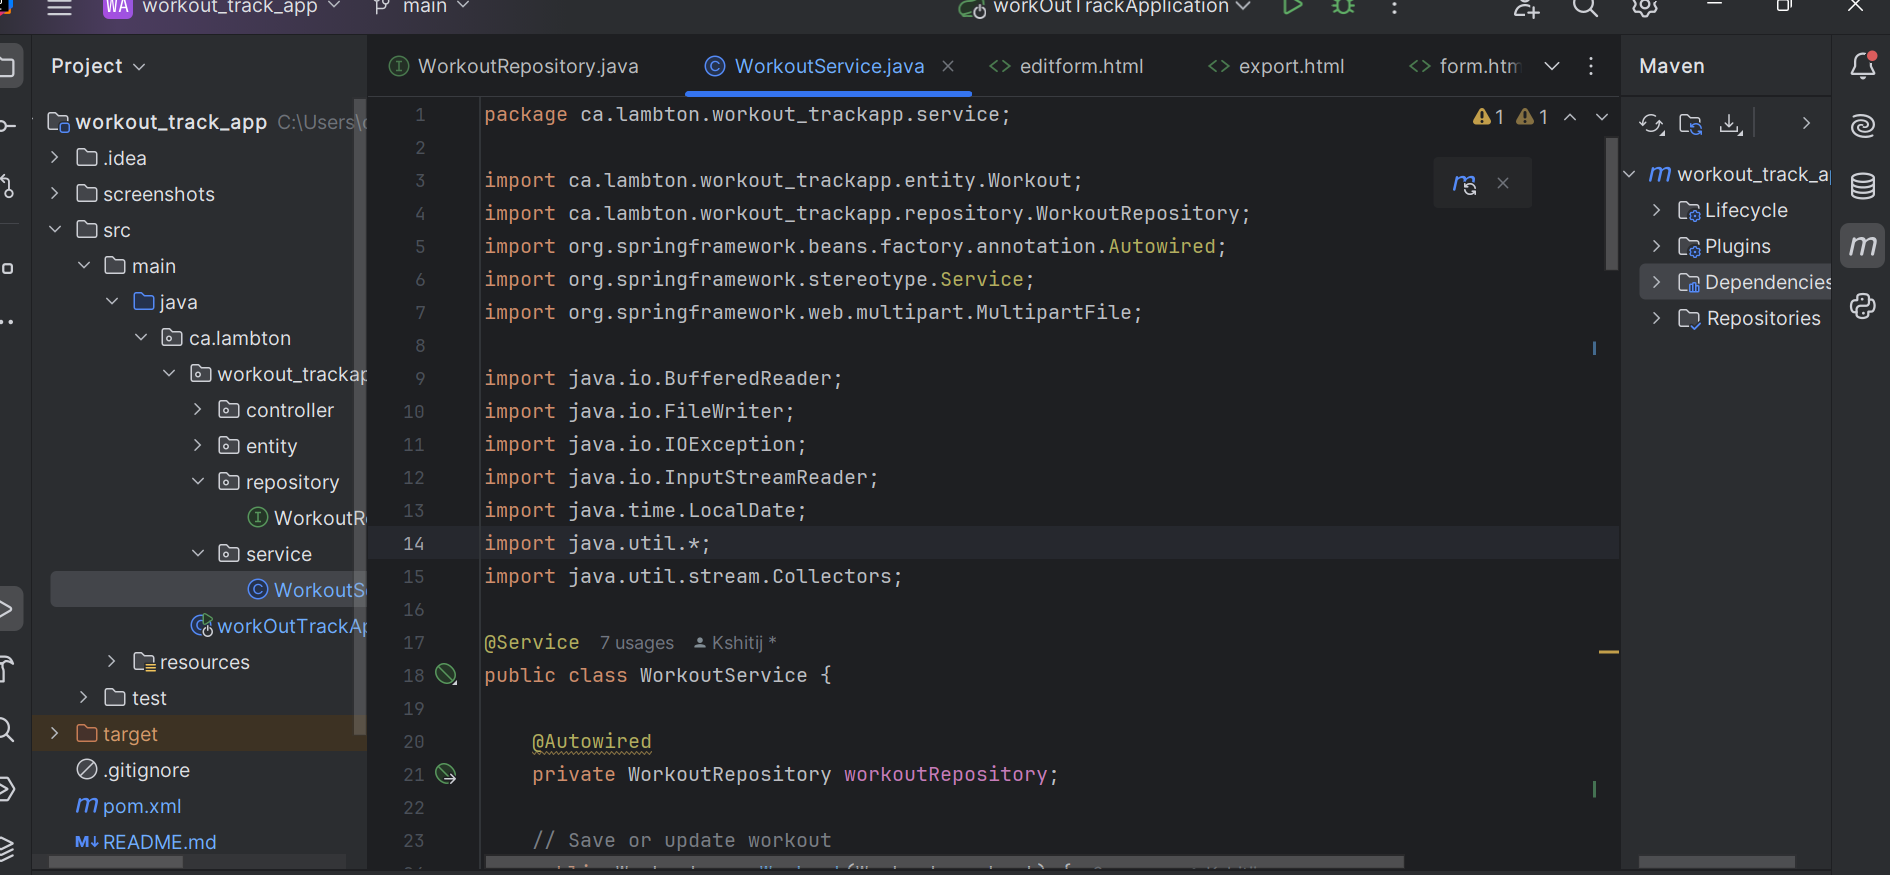 WA workout_track_app main workOutTrackApplication
Project
workout_track_app C:\Users\
.idea
screenshots
src
main
java
ca.lambton
workout_trackap
controller
entity
repository
WorkoutR
service
WorkoutS
workOutTrackAp
resources
test
target
.gitignore
m pom.xml
M↓ README.md
WorkoutRepository.java WorkoutService.java editform.html export.html form.htm
1 package ca.lambton.workout_trackapp.service;
2
3 import ca.lambton.workout_trackapp.entity.Workout;
4 import ca.lambton.workout_trackapp.repository.WorkoutRepository;
5 import org.springframework.beans.factory.annotation.Autowired;
6 import org.springframework.stereotype.Service;
7 import org.springframework.web.multipart.MultipartFile;
8
9 import java.io.BufferedReader;
10 import java.io.FileWriter;
11 import java.io.IOException;
12 import java.io.InputStreamReader;
13 import java.time.LocalDate;
14 import java.util.*;
15 import java.util.stream.Collectors;
16
17 @Service 7 usages Kshitij *
18 public class WorkoutService {
19
20 @Autowired
21 private WorkoutRepository workoutRepository;
22
23 // Save or update workout
1 1
Maven
m workout_track_a
Lifecycle
Plugins
Dependencies
Repositories